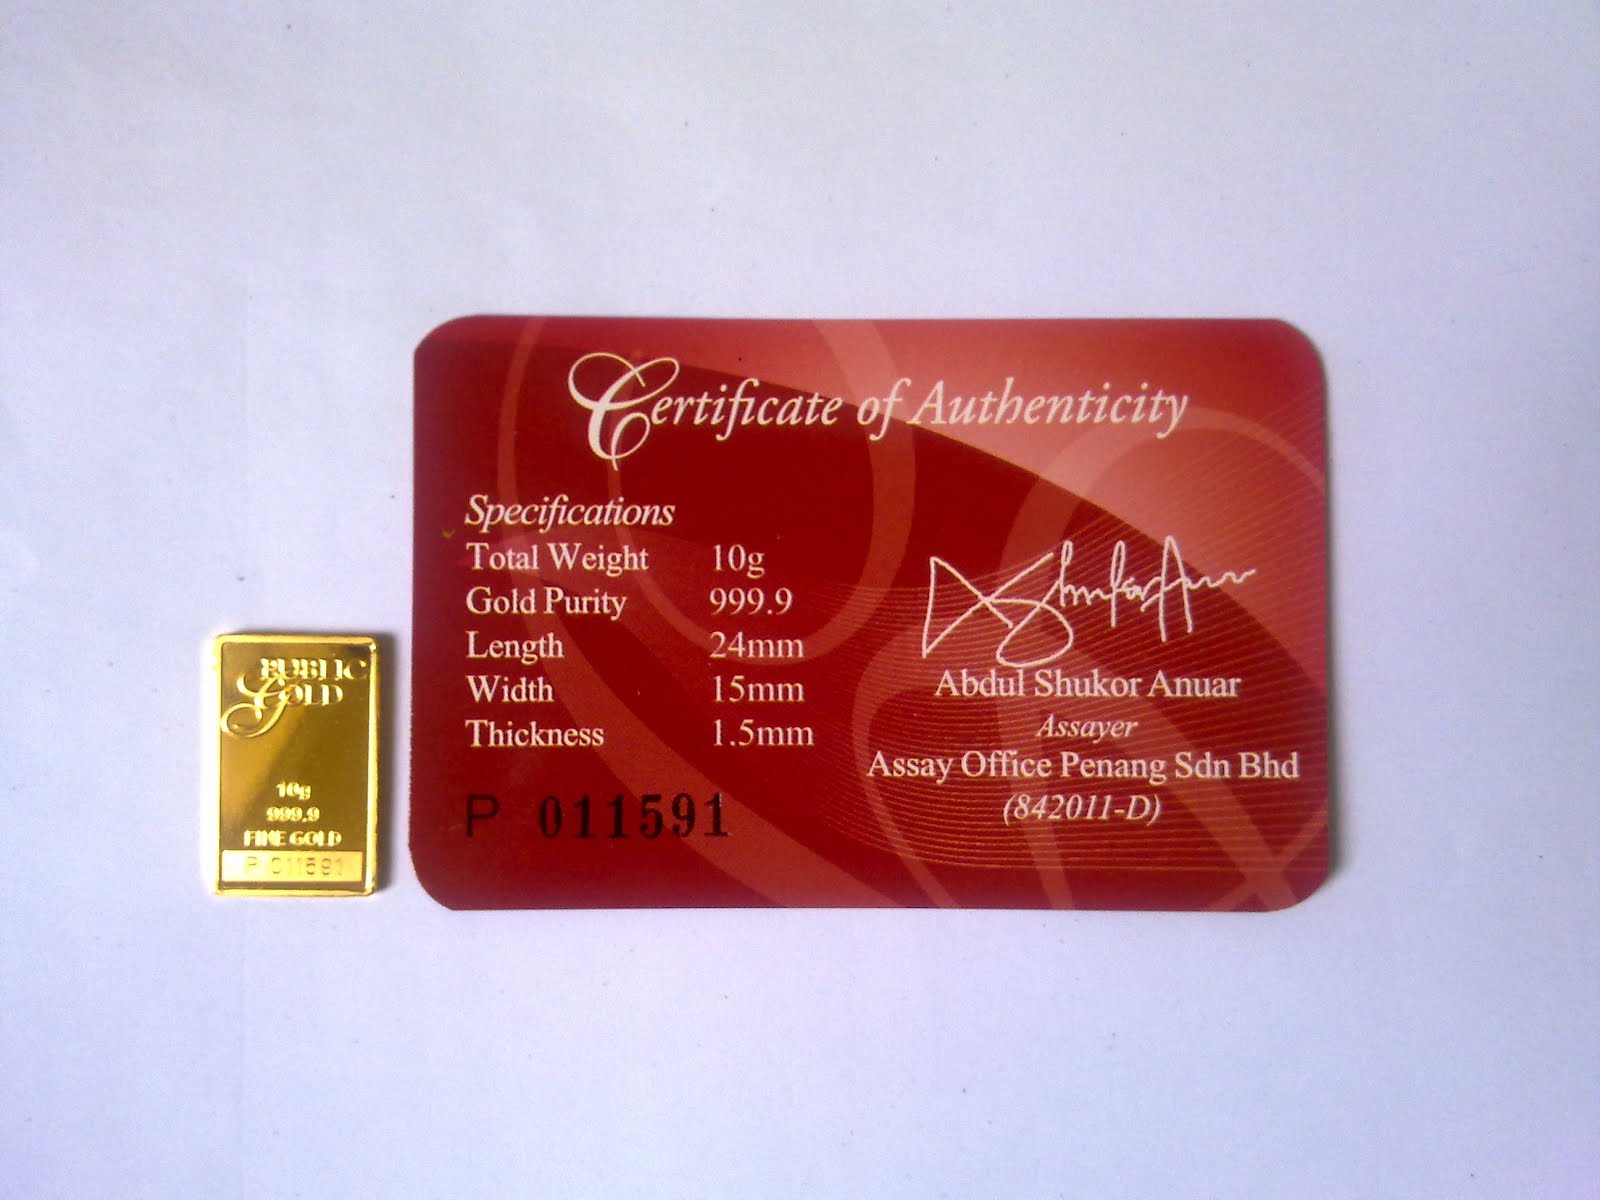 PUBLIC
GOLD
10g
999.9
FINE GOLD
P 011591
Certificate of Authenticity
Specifications
Total Weight 10g
Gold Purity 999.9
Length 24mm
Width 15mm
Thickness 1.5mm
P 011591
Abdul Shukor Anuar
Assayer
Assay Office Penang Sdn Bhd
(842011-D)